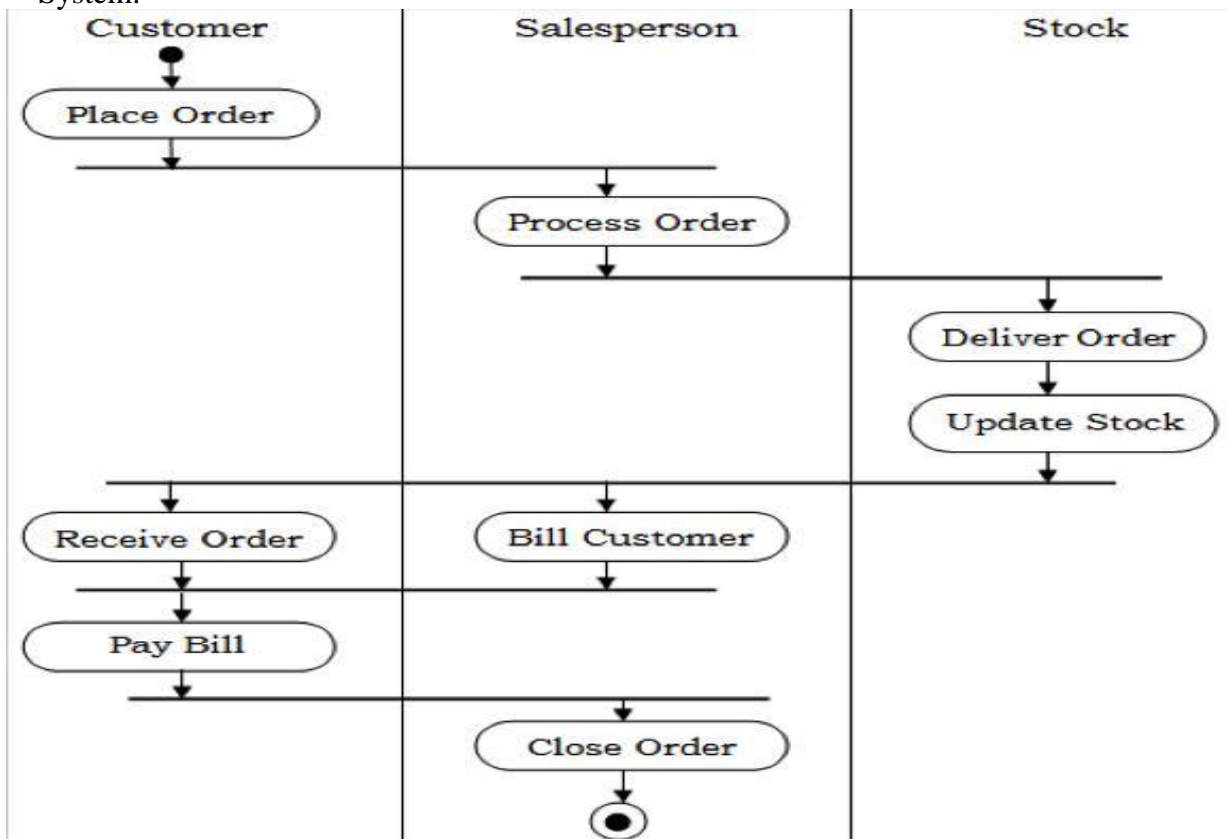 System.
Customer Salesperson Stock
Place Order
Process Order
Deliver Order
Update Stock
Receive Order Bill Customer
Pay Bill
Close Order